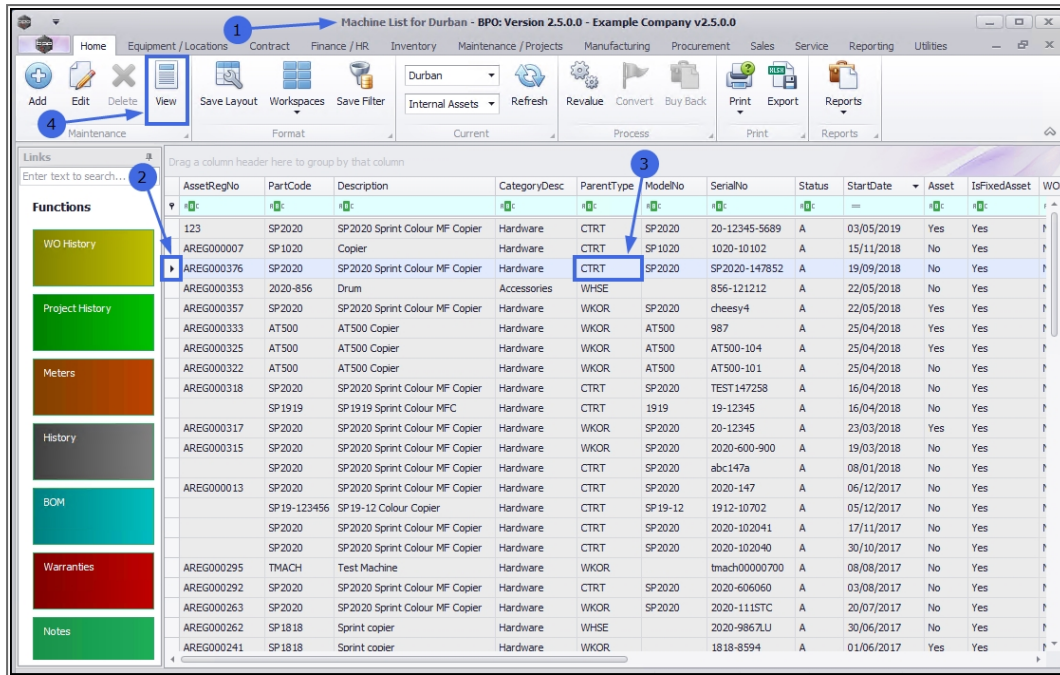 Machine List for Durban - BPO: Version 2.5.0.0 - Example Company v2.5.0.0
1
Home Equipment / Locations Contract Finance / HR Inventory Maintenance / Projects Manufacturing Procurement Sales Service Reporting Utilities
Durban
Add Edit Delete View Save Layout Workspaces Save Filter Internal Assets Refresh Revalue Convert Buy Back Print Export Reports
4
Maintenance Format Current Process Print Reports
Links
Drag a column header here to group by that column
3
Enter text to search...
2
AssetRegNo PartCode Description CategoryDesc ParentType ModelNo SerialNo Status StartDate Asset IsFixedAsset WO
Functions
WO History
Project History
Meters
History
BOM
Warranties
Notes
123 SP2020 SP2020 Sprint Colour MF Copier Hardware CTRT SP2020 20-12345-5689 A 03/05/2019 Yes Yes
AREG000007 SP1020 Copier Hardware CTRT SP1020 1020-10102 A 15/11/2018 No Yes
AREG000376 SP2020 SP2020 Sprint Colour MF Copier Hardware CTRT SP2020 SP2020-147852 A 19/09/2018 No Yes
AREG000353 2020-856 Drum Accessories WHSE 856-121212 A 22/05/2018 No Yes
AREG000357 SP2020 SP2020 Sprint Colour MF Copier Hardware WKOR SP2020 cheesy4 A 22/05/2018 Yes Yes
AREG000333 AT500 AT500 Copier Hardware WKOR AT500 987 A 25/04/2018 Yes Yes
AREG000325 AT500 AT500 Copier Hardware WKOR AT500 AT500-104 A 25/04/2018 Yes Yes
AREG000322 AT500 AT500 Copier Hardware WKOR AT500 AT500-101 A 25/04/2018 No Yes
AREG000318 SP2020 SP2020 Sprint Colour MF Copier Hardware CTRT SP2020 TEST147258 A 16/04/2018 No Yes
SP1919 SP1919 Sprint Colour MFC Hardware CTRT 1919 19-12345 A 16/04/2018 No Yes
AREG000317 SP2020 SP2020 Sprint Colour MF Copier Hardware WKOR SP2020 20-12345 A 23/03/2018 Yes Yes
AREG000315 SP2020 SP2020 Sprint Colour MF Copier Hardware WKOR SP2020 2020-600-900 A 19/03/2018 No Yes
SP2020 SP2020 Sprint Colour MF Copier Hardware CTRT SP2020 abc147a A 08/01/2018 No Yes
AREG000013 SP2020 SP2020 Sprint Colour MF Copier Hardware CTRT SP2020 2020-147 A 06/12/2017 No Yes
SP19-123456 SP19-12 Colour Copier Hardware CTRT SP19-12 1912-10702 A 05/12/2017 No Yes
SP2020 SP2020 Sprint Colour MF Copier Hardware CTRT SP2020 2020-102041 A 17/11/2017 No Yes
SP2020 SP2020 Sprint Colour MF Copier Hardware CTRT SP2020 2020-102040 A 30/10/2017 No Yes
AREG000295 TMACH Test Machine Hardware WKOR tmach00000700 A 08/08/2017 No Yes
AREG000292 SP2020 SP2020 Sprint Colour MF Copier Hardware CTRT SP2020 2020-606060 A 03/08/2017 No Yes
AREG000263 SP2020 SP2020 Sprint Colour MF Copier Hardware WKOR SP2020 2020-111STC A 20/07/2017 No Yes
AREG000262 SP1818 Sprint copier Hardware WHSE 2020-9867LU A 30/06/2017 No Yes
AREG000241 SP1818 Sprint copier Hardware WKOR 1818-8594 A 01/06/2017 Yes Yes